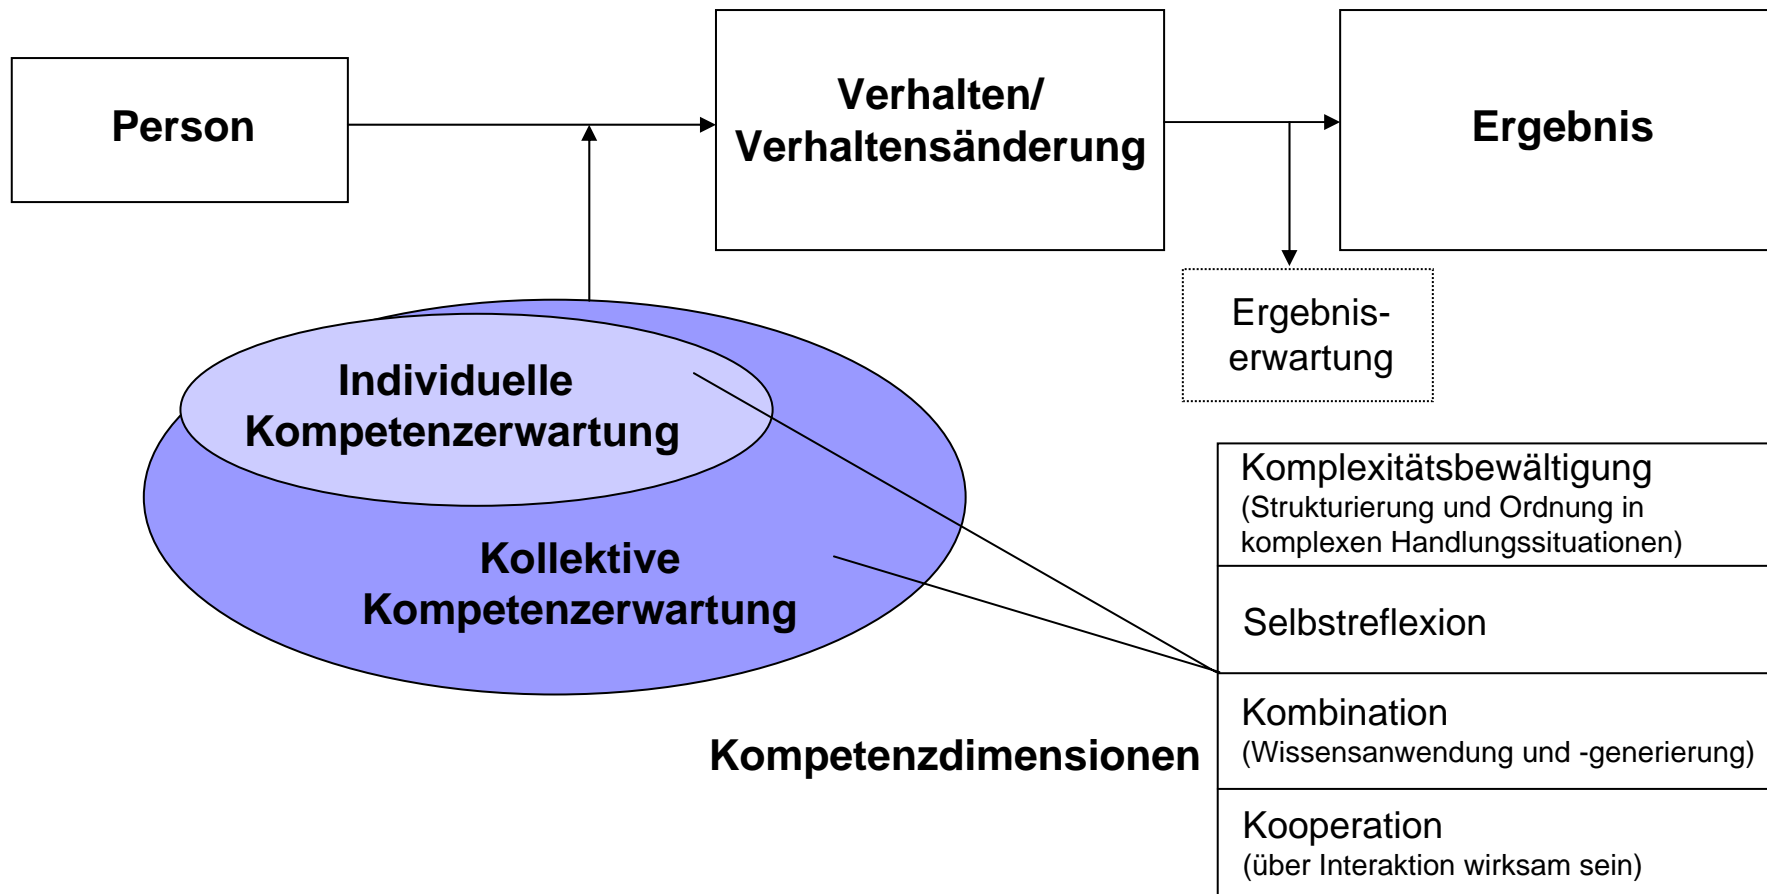 Person
Verhalten/
Verhaltensänderung
Ergebnis
Ergebnis-
erwartung
Individuelle
Kompetenzerwartung
Kollektive
Kompetenzerwartung
Kompetenzdimensionen
Komplexitätsbewältigung
(Strukturierung und Ordnung in
komplexen Handlungssituationen)
Selbstreflexion
Kombination
(Wissensanwendung und -generierung)
Kooperation
(über Interaktion wirksam sein)